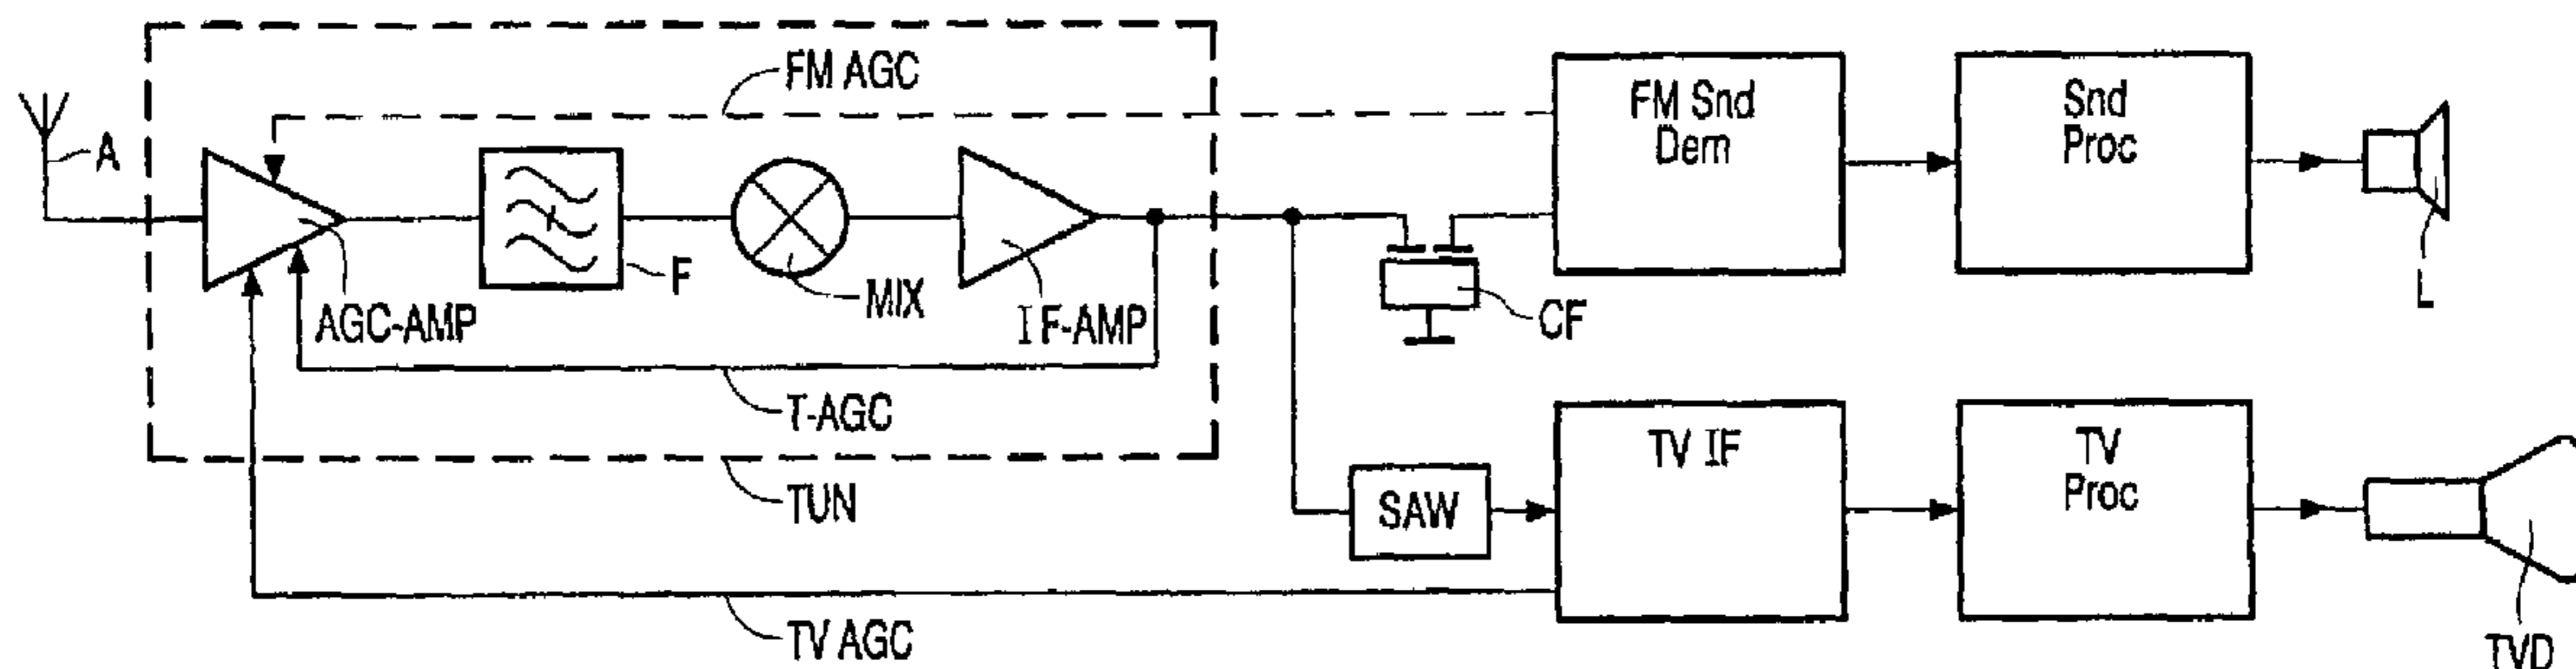 FM AGC
FM Snd
Dem
Snd
Proc
A
F
MIX
AGC-AMP
IF-AMP
CF
L
T-AGC
TUN
SAW
TV IF
TV
Proc
TV AGC
TVD